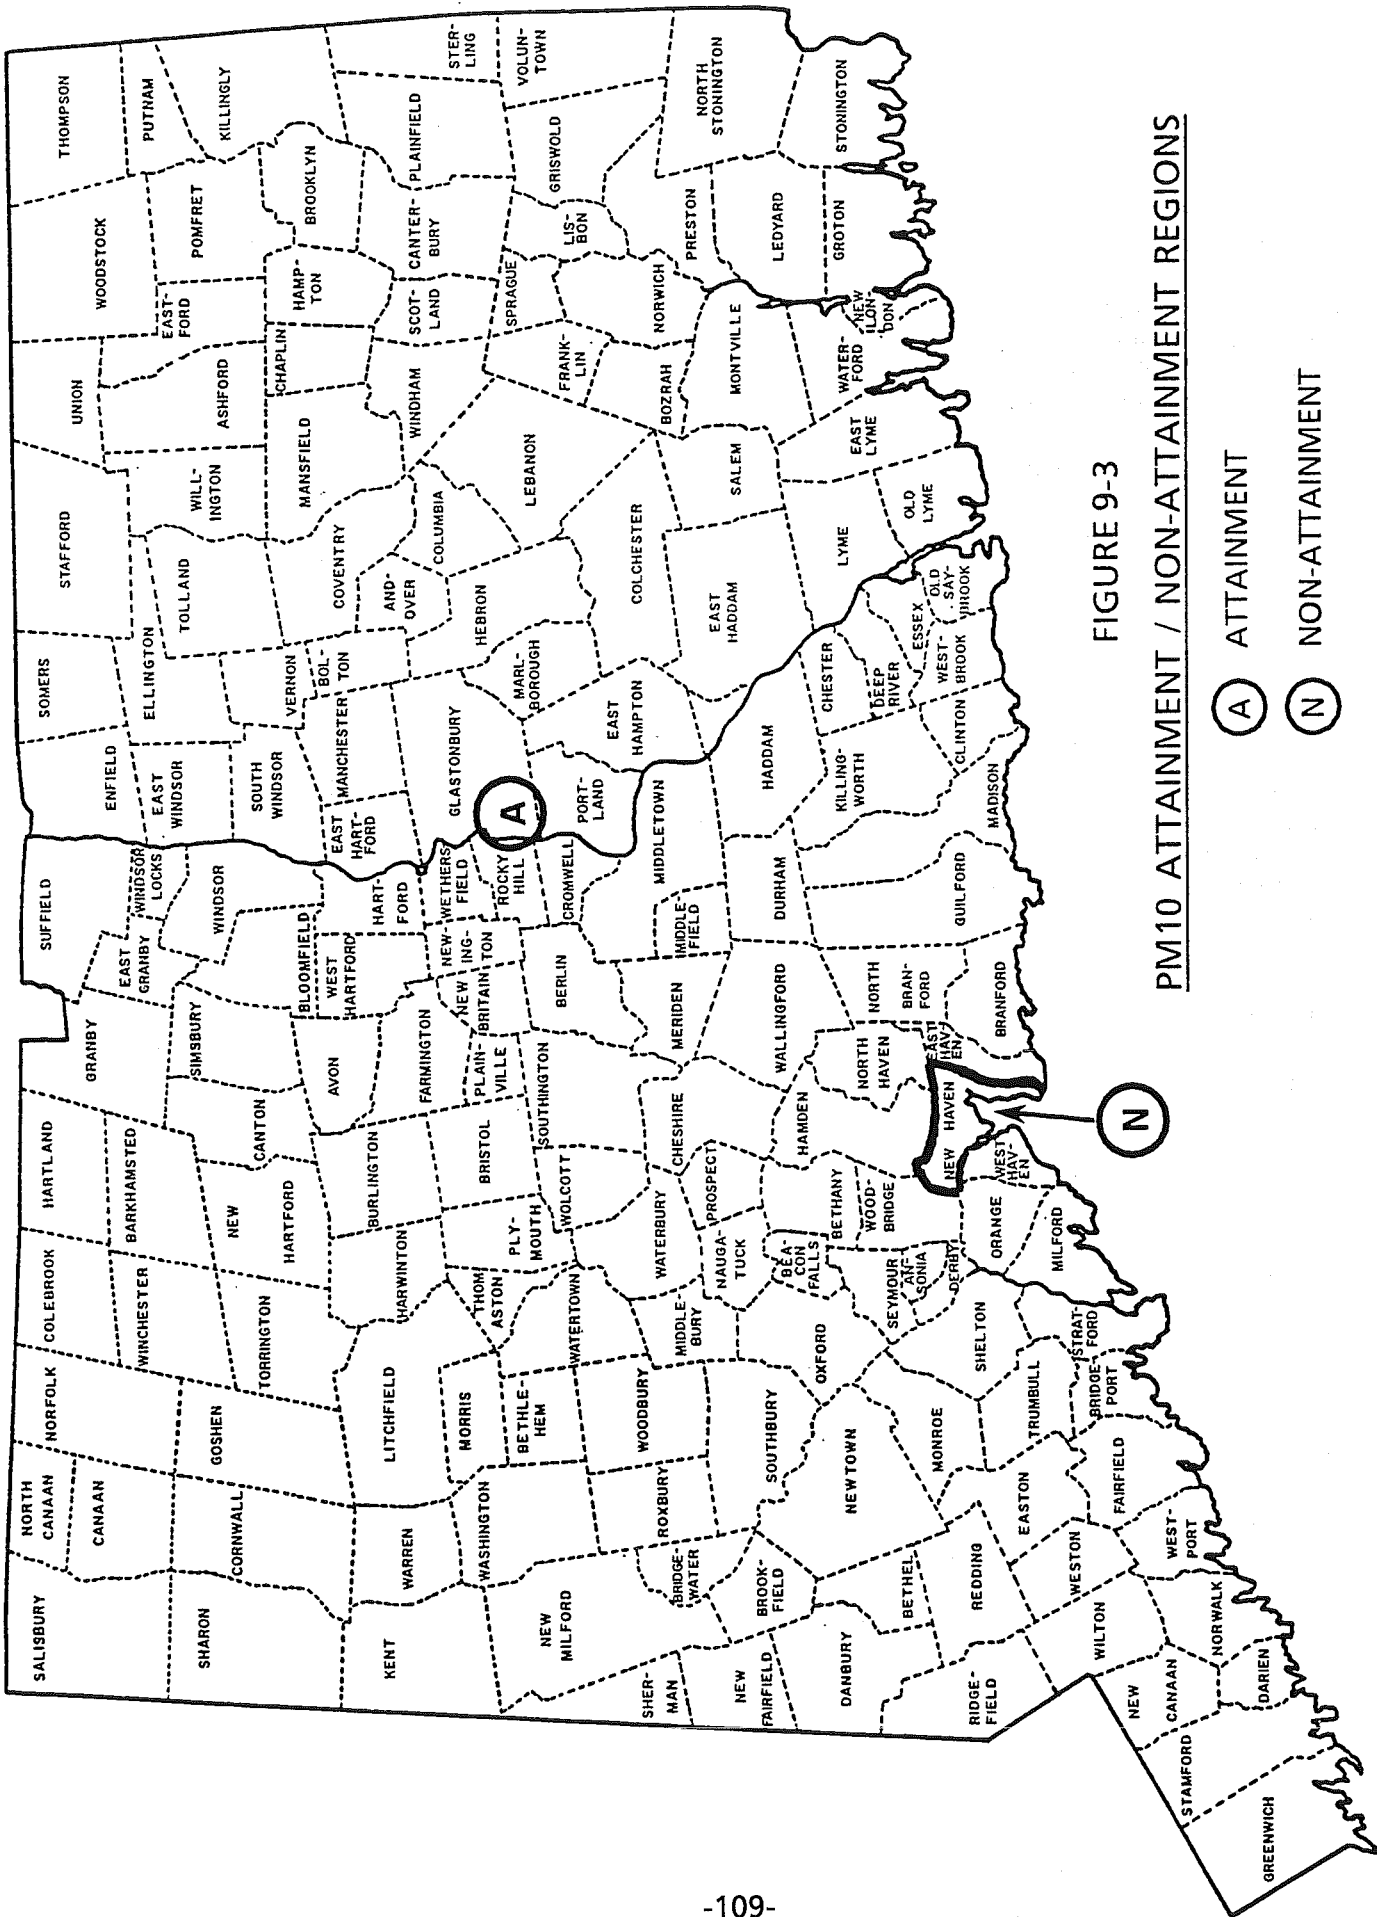 SALISBURY
NORTH
CANAAN
CANAAN
NORFOLK
COLEBROOK
HARTLAND
GRANBY
SUFFIELD
ENFIELD
SOMERS
STAFFORD
UNION
WOODSTOCK
THOMPSON
SHARON
CORNWALL
GOSHEN
WINCHESTER
BARKHAMSTED
EAST
GRANBY
WINDSOR
LOCKS
EAST
WINDSOR
ELLINGTON
TOLLAND
WILL-
INGTON
ASHFORD
EAST-
FORD
POMFRET
PUTNAM
KILLINGLY
TORRINGTON
NEW
HARTFORD
CANTON
SIMSBURY
WINDSOR
SOUTH
WINDSOR
VERNON
BOL-
TON
COVENTRY
MANSFIELD
CHAPLIN
HAMP-
TON
BROOKLYN
KENT
WARREN
LITCHFIELD
HARWINTON
BURLINGTON
AVON
BLOOMFIELD
WEST
HARTFORD
HART-
FORD
EAST
HART-
FORD
MANCHESTER
AND-
OVER
COLUMBIA
WINDHAM
SCOT-
LAND
CANTER-
BURY
PLAINFIELD
STER-
LING
NEW
MILFORD
WASHINGTON
MORRIS
BETHLE-
HEM
THOM
ASTON
PLY-
MOUTH
BRISTOL
FARMINGTON
PLAIN-
VILLE
NEW
BRITAIN
NEW-
ING-
TON
WETHERS
FIELD
ROCKY
HILL
GLASTONBURY
A
MARL-
BOROUGH
HEBRON
LEBANON
FRANK-
LIN
SPRAGUE
LIS-
BON
GRISWOLD
VOLUN-
TOWN
SHER-
MAN
BRIDGE-
WATER
ROXBURY
WOODBURY
WATERTOWN
WOLCOTT
SOUTHINGTON
BERLIN
CROMWELL
PORT-
LAND
EAST
HAMPTON
COLCHESTER
BOZRAH
NORWICH
PRESTON
NORTH
STONINGTON
NEW
FAIRFIELD
BROOK-
FIELD
SOUTHBURY
MIDDLE-
BURY
WATERBURY
NAUGA-
TUCK
PROSPECT
CHESHIRE
MERIDEN
MIDDLE-
FIELD
MIDDLETOWN
HADDAM
EAST
HADDAM
SALEM
MONTVILLE
LEDYARD
DANBURY
BETHEL
NEWTOWN
OXFORD
BEA-
CON
FALLS
BETHANY
HAMDEN
WALLINGFORD
DURHAM
KILLING-
WORTH
CHESTER
DEEP
RIVER
LYME
EAST
LYME
WATER-
FORD
NEW
LON-
DON
GROTON
STONINGTON
RIDGE-
FIELD
REDDING
MONROE
SHELTON
SEYMOUR
AN-
SONIA
DERBY
WOOD-
BRIDGE
NORTH
HAVEN
NORTH
BRAN-
FORD
GUILFORD
MADISON
CLINTON
WEST-
BROOK
ESSEX
OLD
SAY-
BROOK
OLD
LYME
WILTON
WESTON
EASTON
TRUMBULL
STRAT-
FORD
BRIDGE-
PORT
MILFORD
ORANGE
WEST
HAV-
EN
NEW HAVEN
EAST
HAV-
EN
BRANFORD
NEW
CANAAN
NORWALK
WEST-
PORT
FAIRFIELD
STAMFORD
DARIEN
GREENWICH
N
FIGURE 9-3
PM10 ATTAINMENT / NON-ATTAINMENT REGIONS
A ATTAINMENT
N NON-ATTAINMENT
-109-